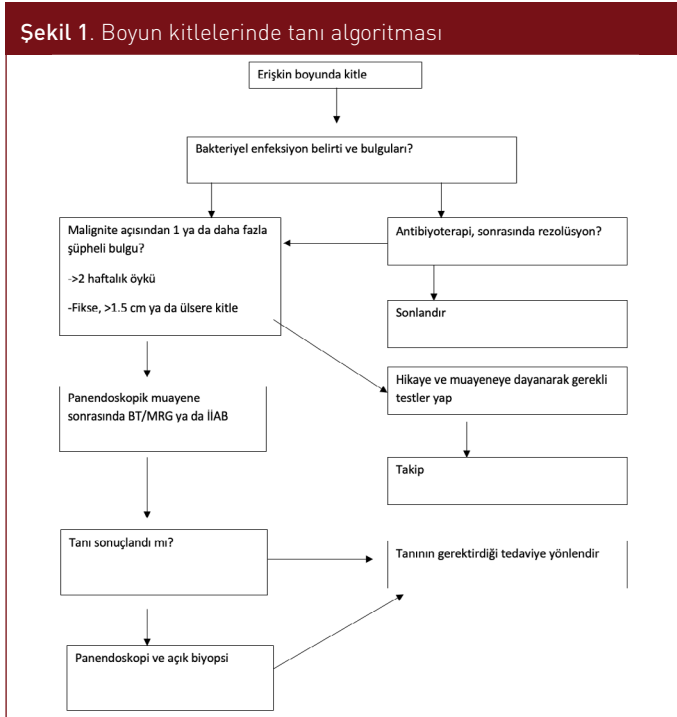 Şekil 1. Boyun kitlelerinde tanı algoritması
Erişkin boyunda kitle
Bakteriyel enfeksiyon belirti ve bulguları?
Malignite açısından 1 ya da daha fazla
şüpheli bulgu?
->2 haftalık öykü
-Fikse, >1.5 cm ya da ülsere kitle
Antibiyoterapi, sonrasında rezolüsyon?
Sonlandır
Hikaye ve muayeneye dayanarak gerekli
testler yap
Panendoskopik muayene
sonrasında BT/MRG ya da İİAB
Takip
Tanı sonuçlandı mı?
Tanının gerektirdiği tedaviye yönlendir
Panendoskopi ve açık biyopsi